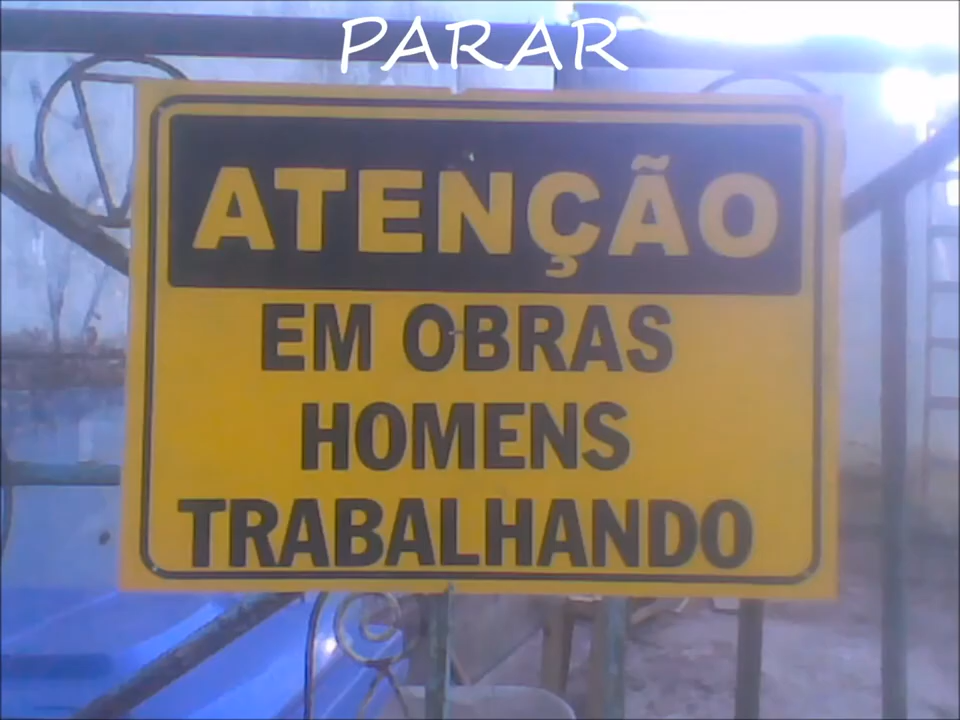 PARAR
ATENÇÃO
EM OBRAS
HOMENS
TRABALHANDO